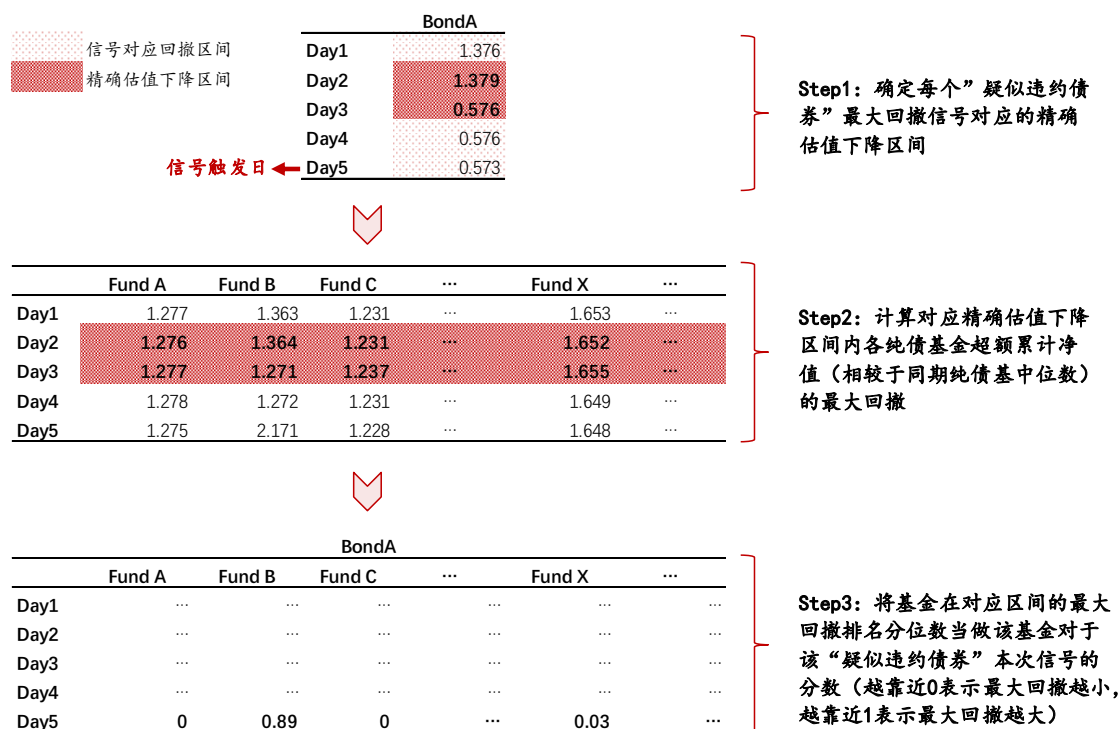 BondA
信号对应回撤区间
精确估值下降区间
Day1 1.376
Day2 1.379
Day3 0.576
Day4 0.576
信号触发日 Day5 0.573
Step1：确定每个”疑似违约债
券”最大回撤信号对应的精确
估值下降区间
Fund A Fund B Fund C … Fund X …
Day1 1.277 1.363 1.231 … 1.653 …
Day2 1.276 1.364 1.231 … 1.652 …
Day3 1.277 1.271 1.237 … 1.655 …
Day4 1.278 1.272 1.231 … 1.649 …
Day5 1.275 2.171 1.228 … 1.648 …
Step2：计算对应精确估值下降
区间内各纯债基金超额累计净
值（相较于同期纯债基中位数）
的最大回撤
BondA
Fund A Fund B Fund C … Fund X …
Day1 … … … … … …
Day2 … … … … … …
Day3 … … … … … …
Day4 … … … … … …
Day5 0 0.89 0 … 0.03 …
Step3：将基金在对应区间的最大
回撤排名分位数当做该基金对于
该“疑似违约债券”本次信号的
分数（越靠近0表示最大回撤越小，
越靠近1表示最大回撤越大）